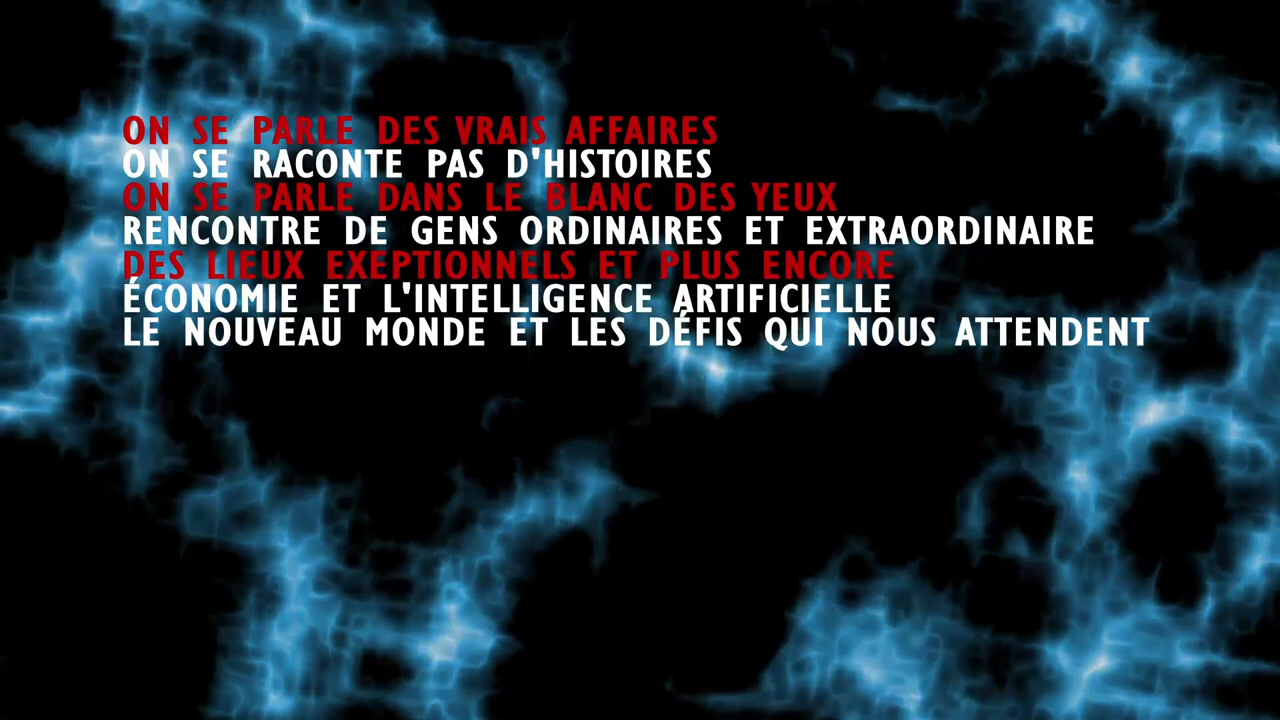 ON SE PARLE DES VRAIS AFFAIRES
ON SE RACONTE PAS D'HISTOIRES
ON SE PARLE DANS LE BLANC DES YEUX
RENCONTRE DE GENS ORDINAIRES ET EXTRAORDINAIRE
DES LIEUX EXEPTIONNELS ET PLUS ENCORE
ÉCONOMIE ET L'INTELLIGENCE ARTIFICIELLE
LE NOUVEAU MONDE ET LES DÉFIS QUI NOUS ATTENDENT